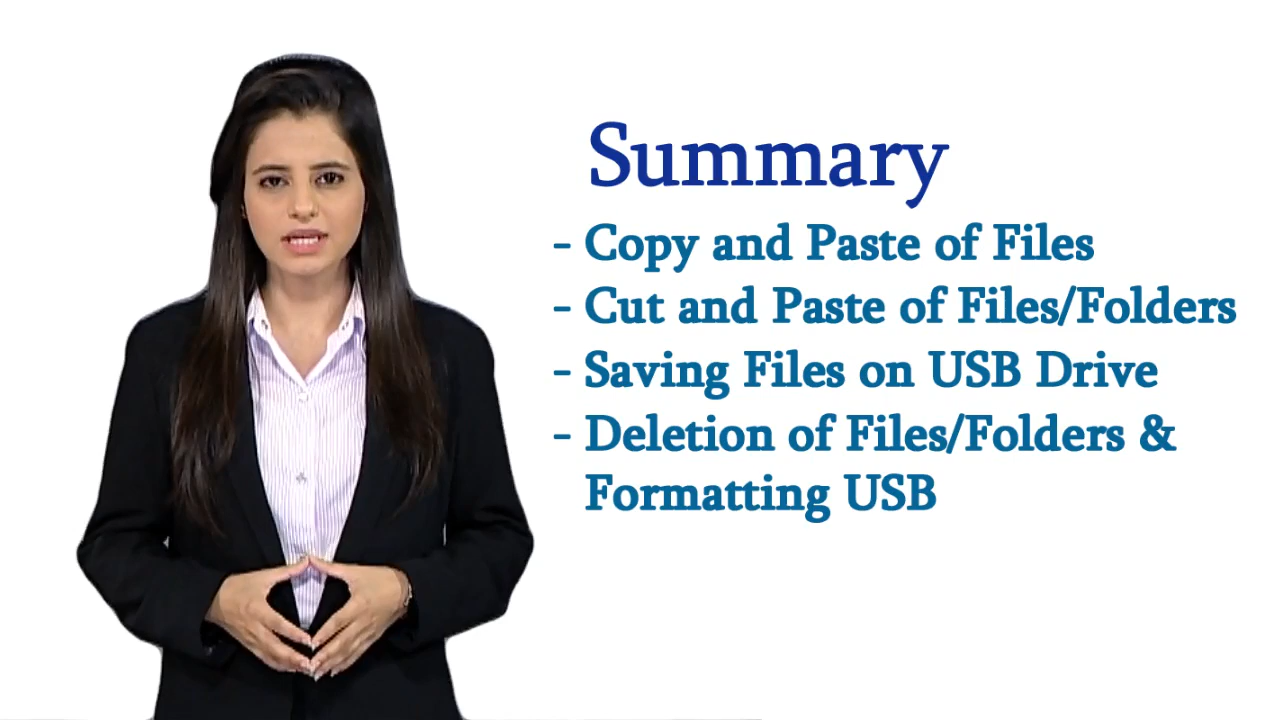 Summary
- Copy and Paste of Files
- Cut and Paste of Files/Folders
- Saving Files on USB Drive
- Deletion of Files/Folders &
Formatting USB